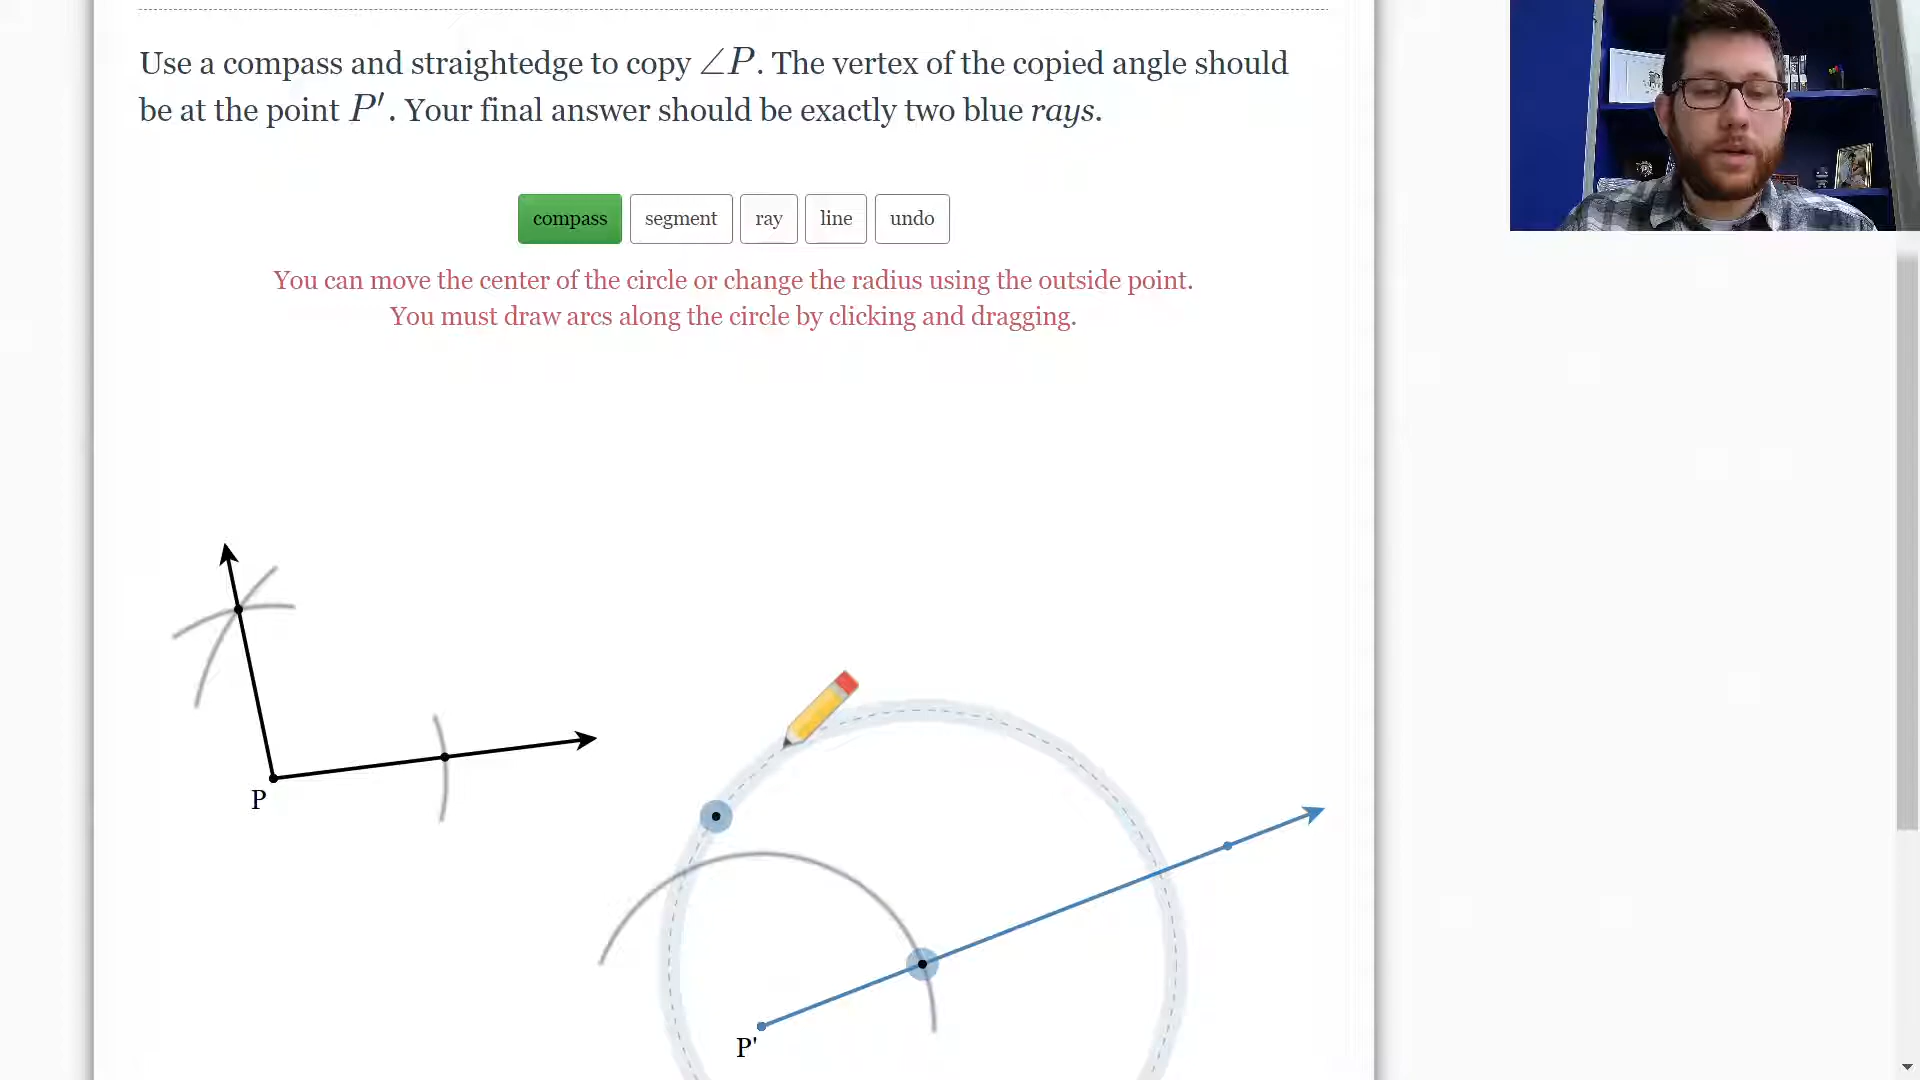 Use a compass and straightedge to copy ∠P. The vertex of the copied angle should
be at the point P′. Your final answer should be exactly two blue rays.
compass segment ray line undo
You can move the center of the circle or change the radius using the outside point.
You must draw arcs along the circle by clicking and dragging.
P
P'